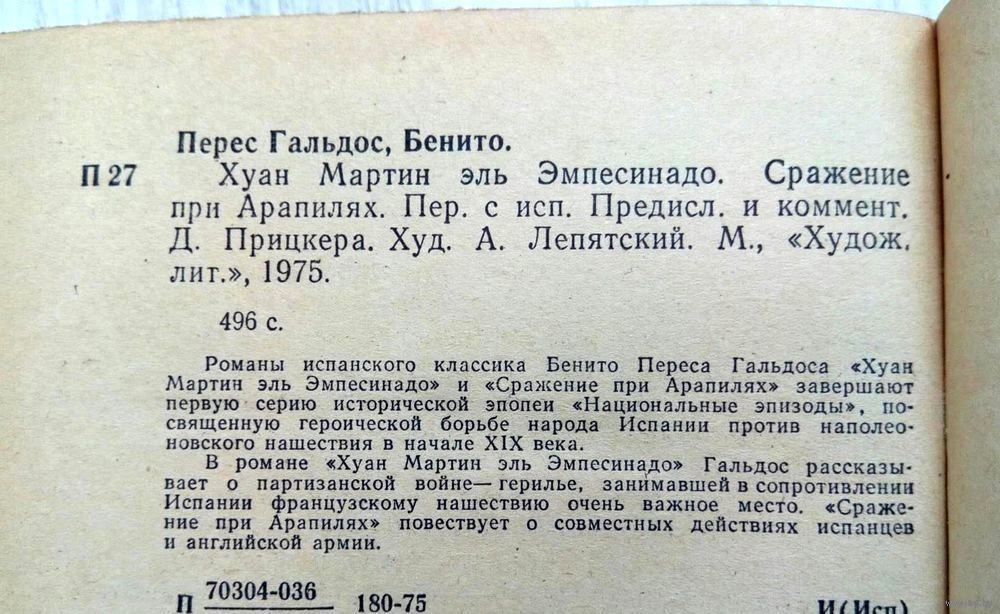 Перес Гальдос, Бенито.
П 27 Хуан Мартин эль Эмпесинадо. Сражение
при Арапилях. Пер. с исп. Предисл. и коммент.
Д. Прицкера. Худ. А. Лепятский. М., «Худож.
лит.», 1975.
496 с.
Романы испанского классика Бенито Переса Гальдоса «Хуан
Мартин эль Эмпесинадо» и «Сражение при Арапилях» завершают
первую серию исторической эпопеи «Национальные эпизоды», по-
священную героической борьбе народа Испании против наполео-
новского нашествия в начале XIX века.
В романе «Хуан Мартин эль Эмпесинадо» Гальдос рассказы-
вает о партизанской войне — герилье, занимавшей в сопротивлении
Испании французскому нашествию очень важное место. «Сраже-
ние при Арапилях» повествует о совместных действиях испанцев
и английской армии.
70304-036
П 180-75 И(Исп)